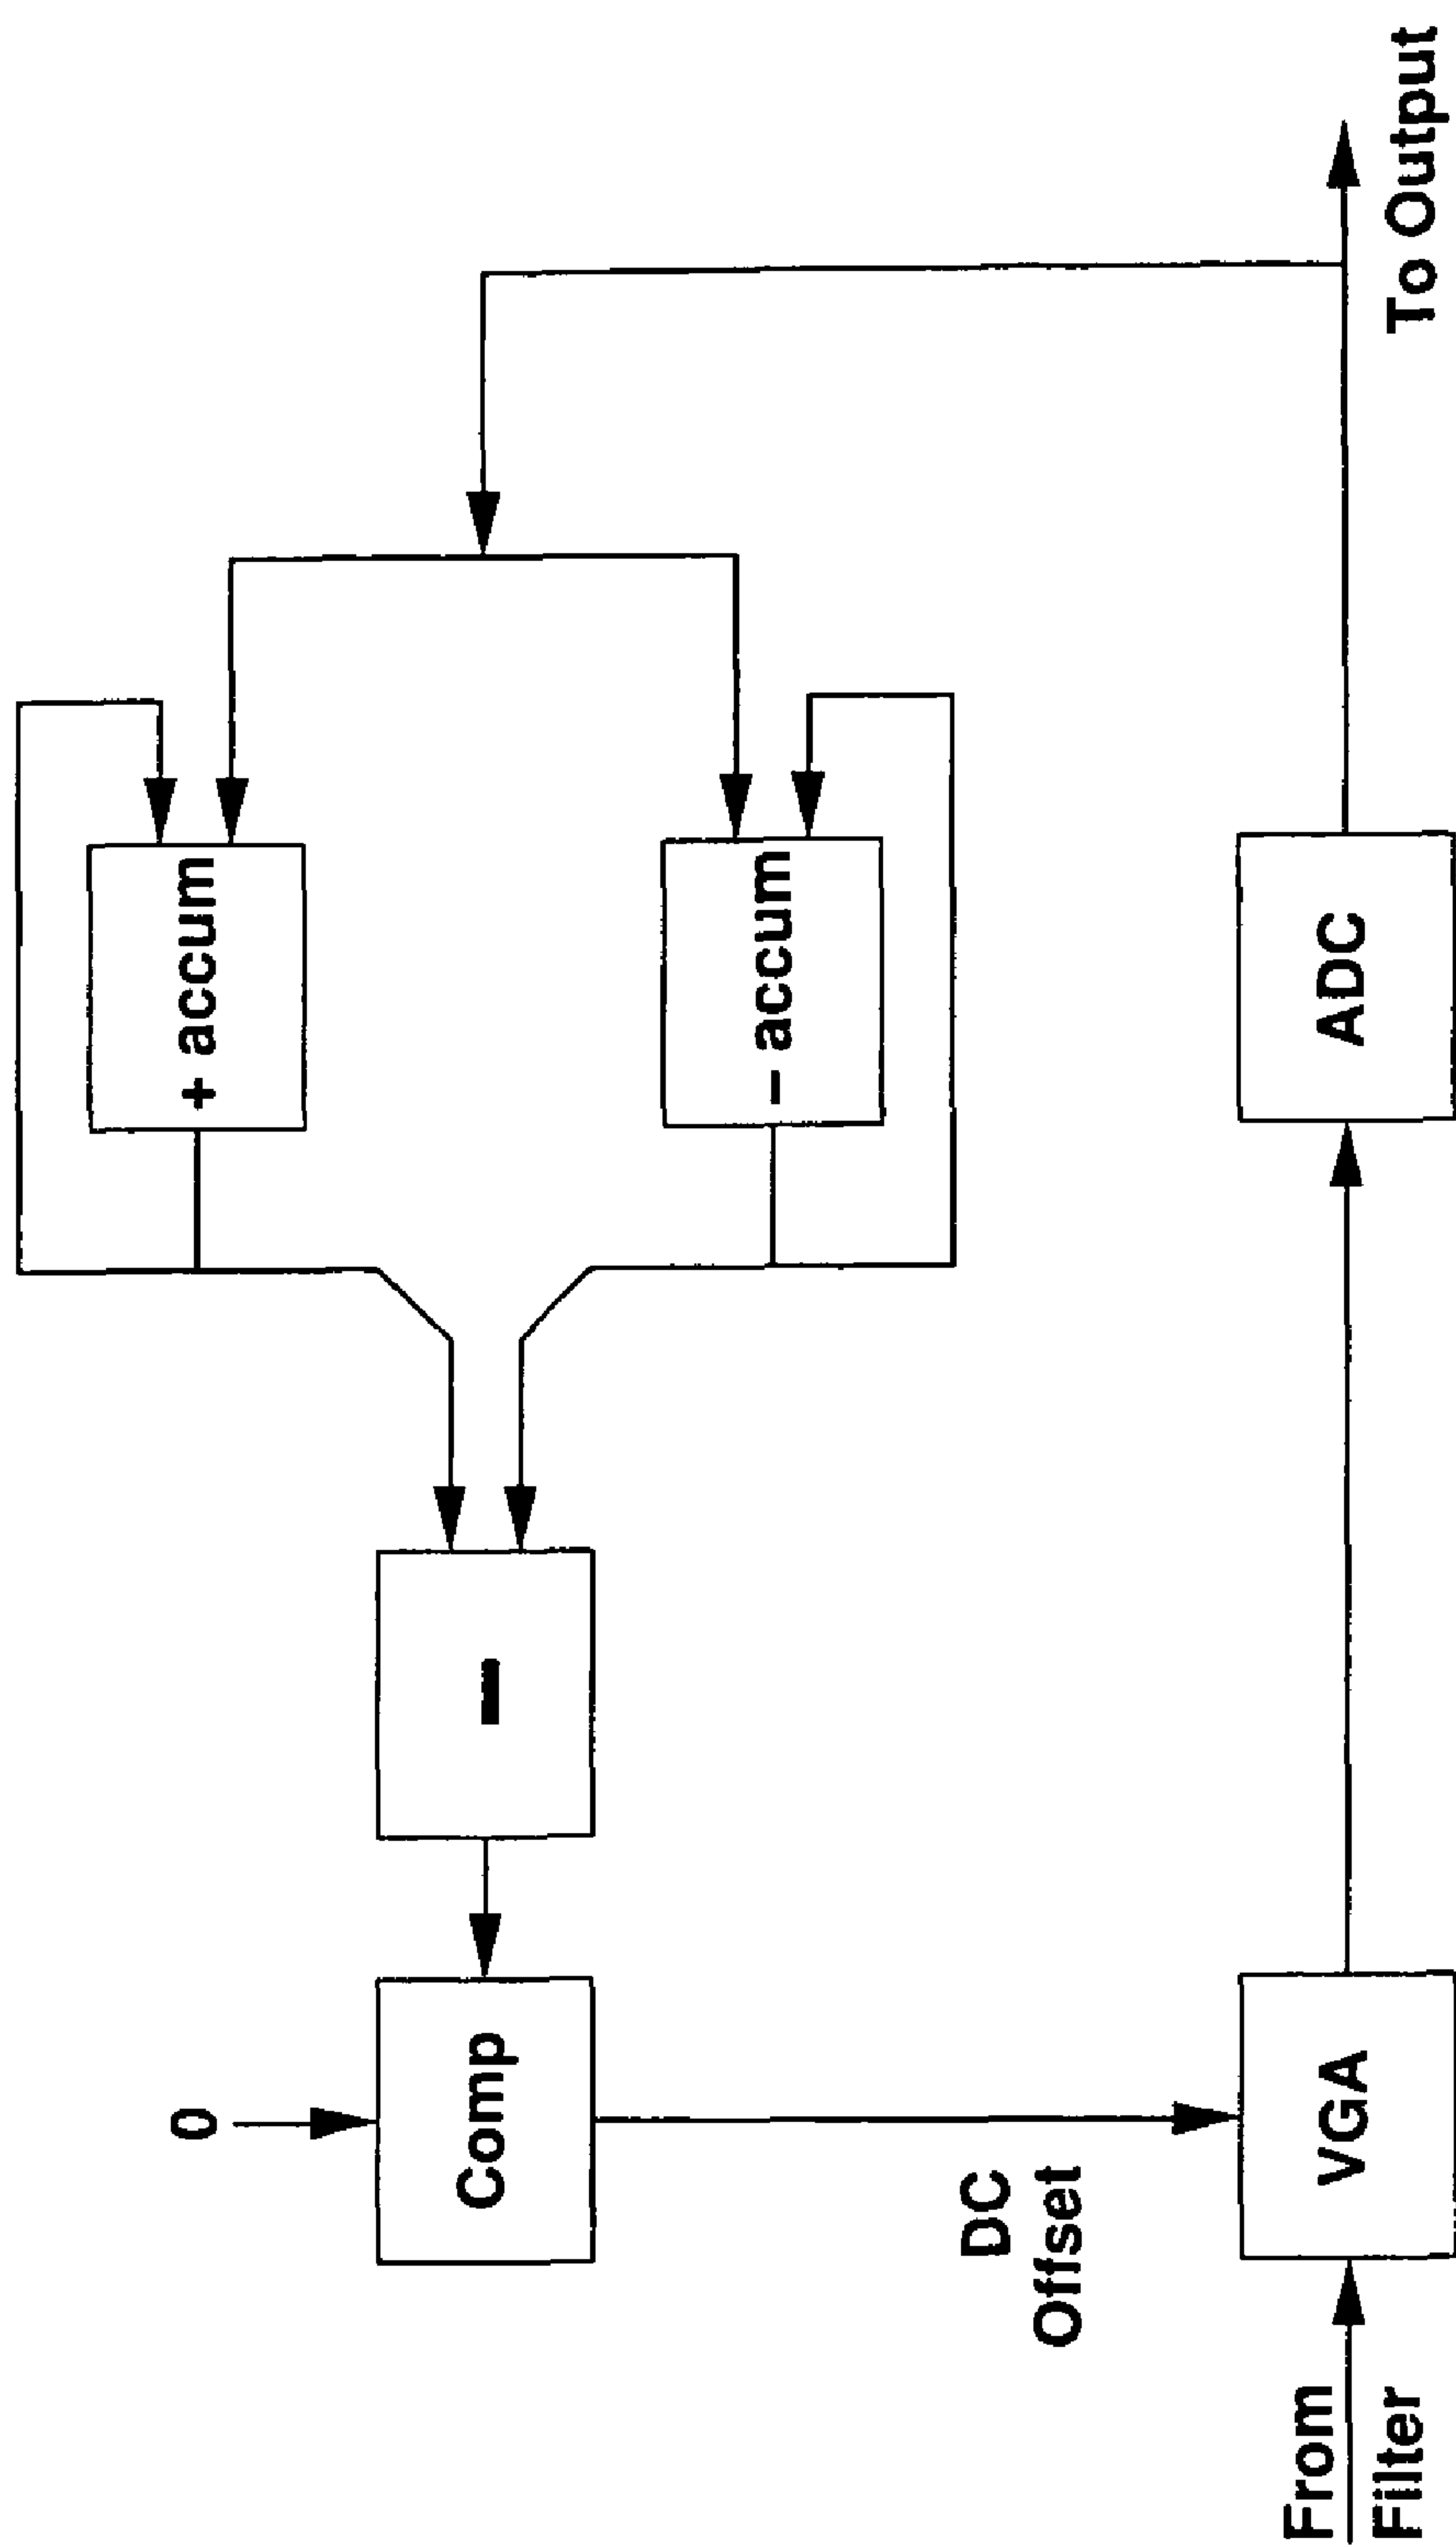 0
Comp
–
+ accum
– accum
DC
Offset
From
Filter
VGA
ADC
To Output